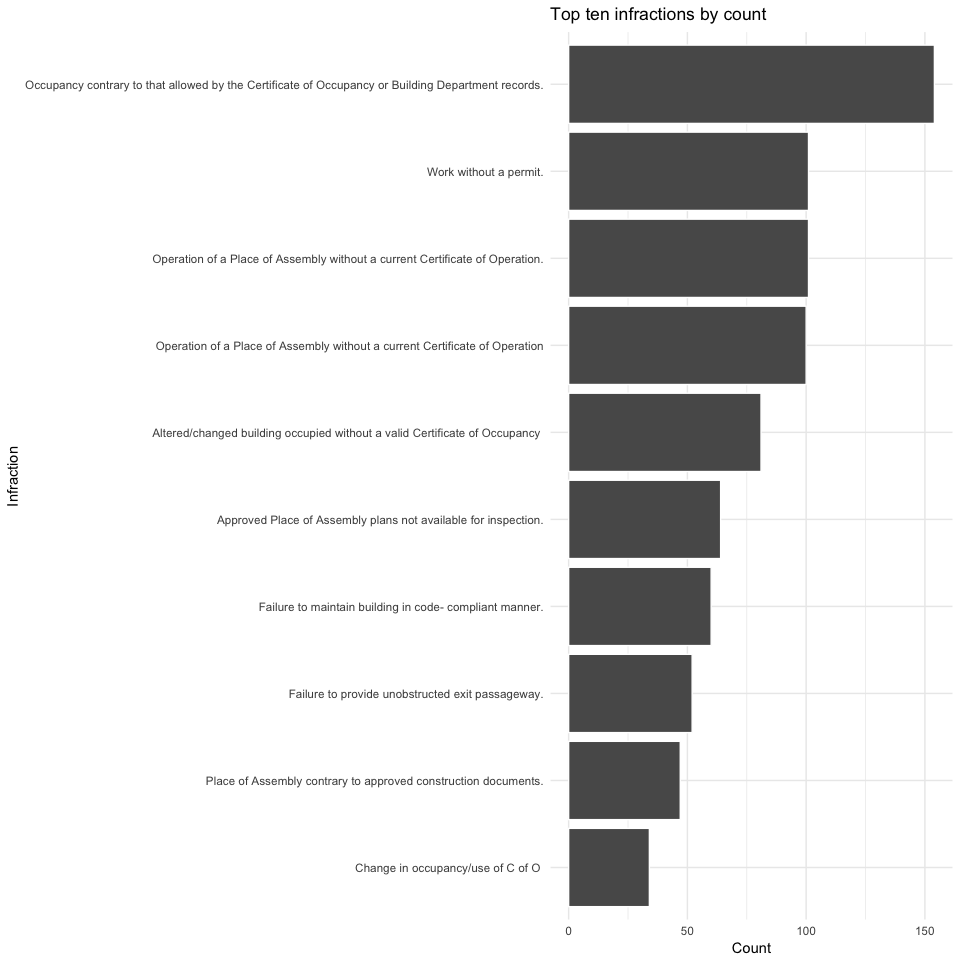 Top ten infractions by count
Occupancy contrary to that allowed by the Certificate of Occupancy or Building Department records.
Work without a permit.
Operation of a Place of Assembly without a current Certificate of Operation.
Operation of a Place of Assembly without a current Certificate of Operation
Altered/changed building occupied without a valid Certificate of Occupancy
Approved Place of Assembly plans not available for inspection.
Failure to maintain building in code- compliant manner.
Failure to provide unobstructed exit passageway.
Place of Assembly contrary to approved construction documents.
Change in occupancy/use of C of O
Infraction
0 50 100 150
Count